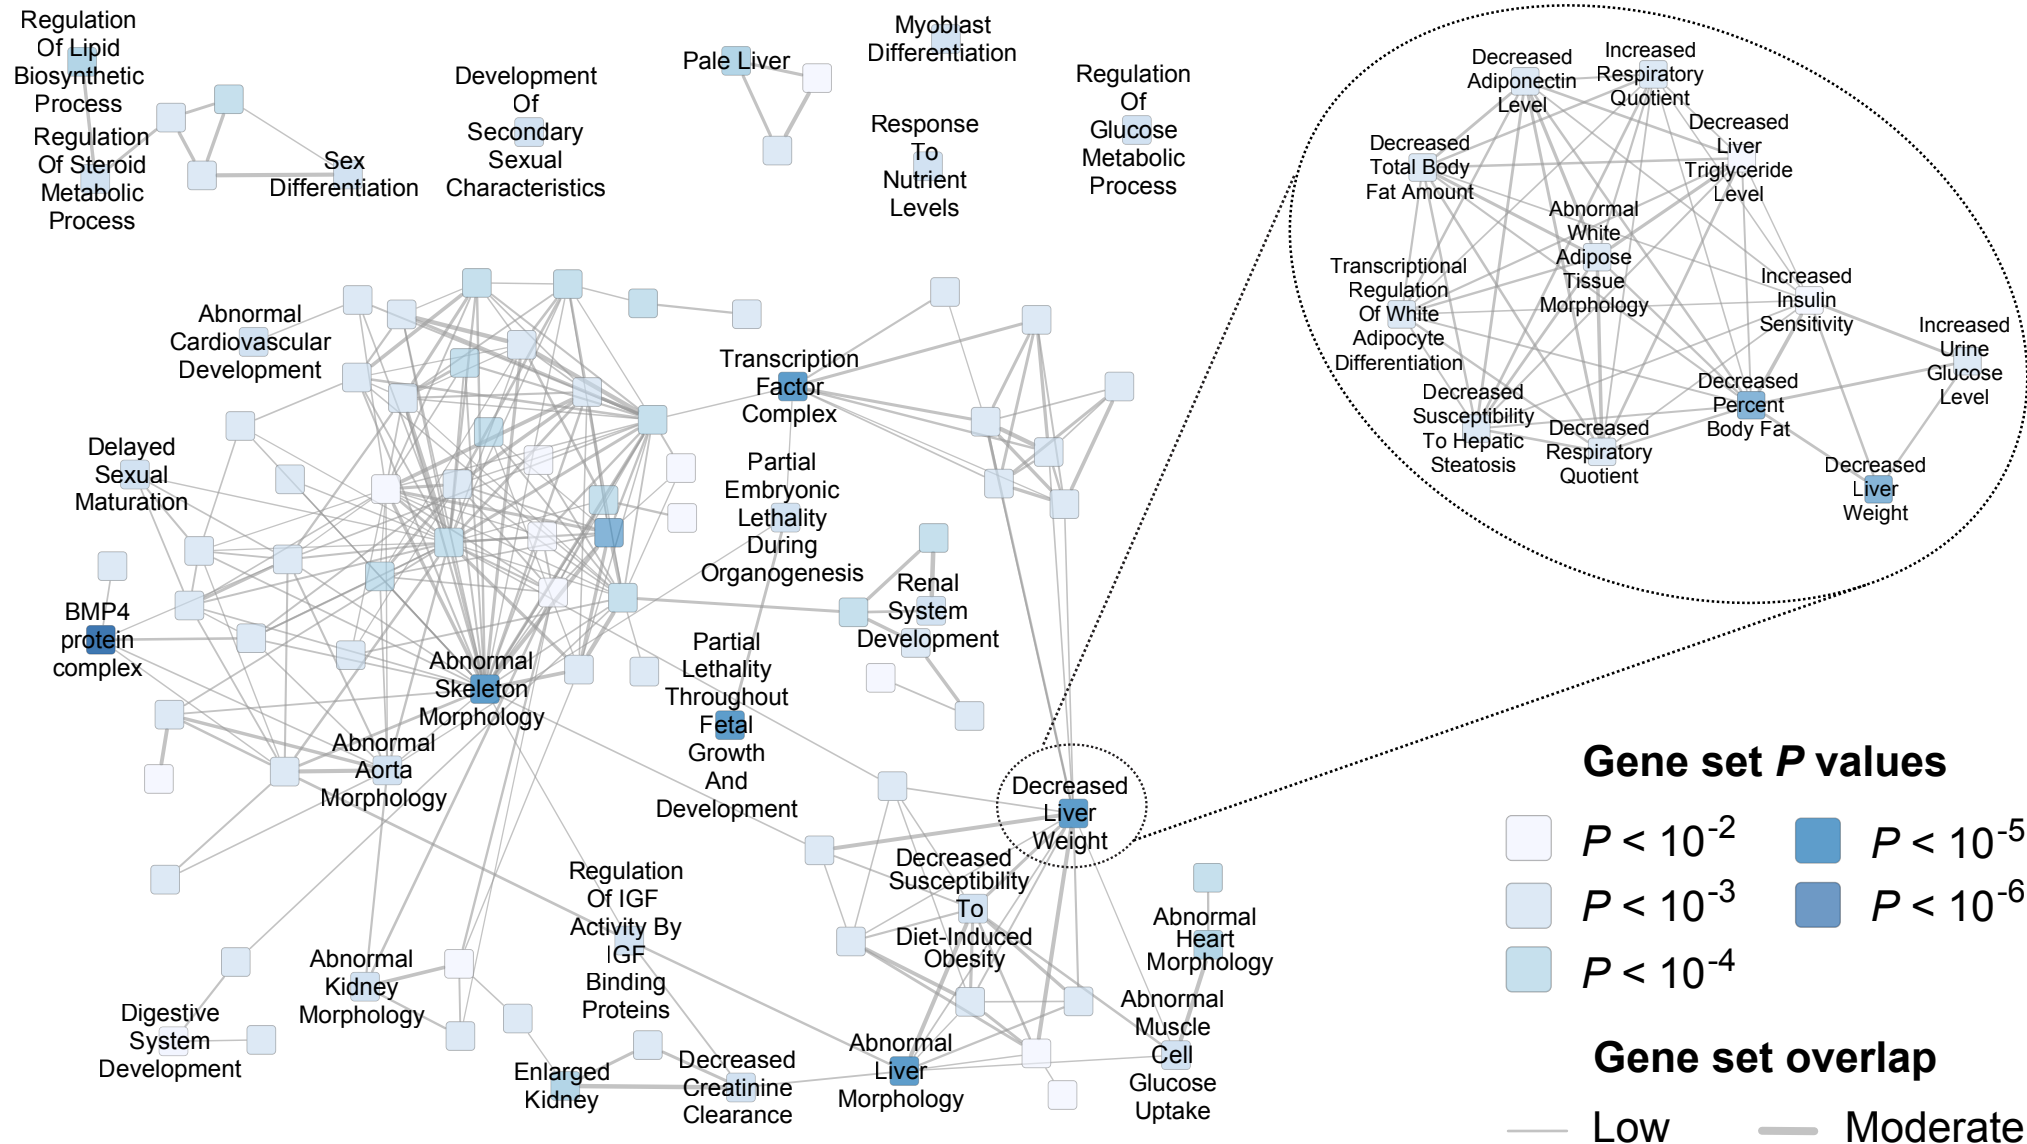 Regulation
Of Lipid
Biosynthetic
Process
Regulation
Of Steroid
Metabolic
Process
Sex
Differentiation
Development
Of
Secondary
Sexual
Characteristics
Pale Liver
Myoblast
Differentiation
Response
To
Nutrient
Levels
Regulation
Of
Glucose
Metabolic
Process
Decreased
Adiponectin
Level
Increased
Respiratory
Quotient
Decreased
Liver
Triglyceride
Level
Decreased
Total Body
Fat Amount
Abnormal
White
Adipose
Tissue
Morphology
Transcriptional
Regulation
Of White
Adipocyte
Differentiation
Increased
Insulin
Sensitivity
Increased
Urine
Glucose
Level
Decreased
Susceptibility
To Hepatic
Steatosis
Decreased
Respiratory
Quotient
Decreased
Percent
Body Fat
Decreased
Liver
Weight
Abnormal
Cardiovascular
Development
Transcription
Factor
Complex
Delayed
Sexual
Maturation
Partial
Embryonic
Lethality
During
Organogenesis
BMP4
protein
complex
Renal
System
Development
Abnormal
Skeleton
Morphology
Partial
Lethality
Throughout
Fetal
Growth
And
Development
Abnormal
Aorta
Morphology
Decreased
Liver
Weight
Decreased
Susceptibility
To
Diet-Induced
Obesity
Regulation
Of IGF
Activity By
IGF
Binding
Proteins
Abnormal
Heart
Morphology
Abnormal
Kidney
Morphology
Digestive
System
Development
Enlarged
Kidney
Decreased
Creatinine
Clearance
Abnormal
Liver
Morphology
Abnormal
Muscle
Cell
Glucose
Uptake
Gene set P values
P < 10-2
P < 10-5
P < 10-3
P < 10-6
P < 10-4
Gene set overlap
Low
Moderate